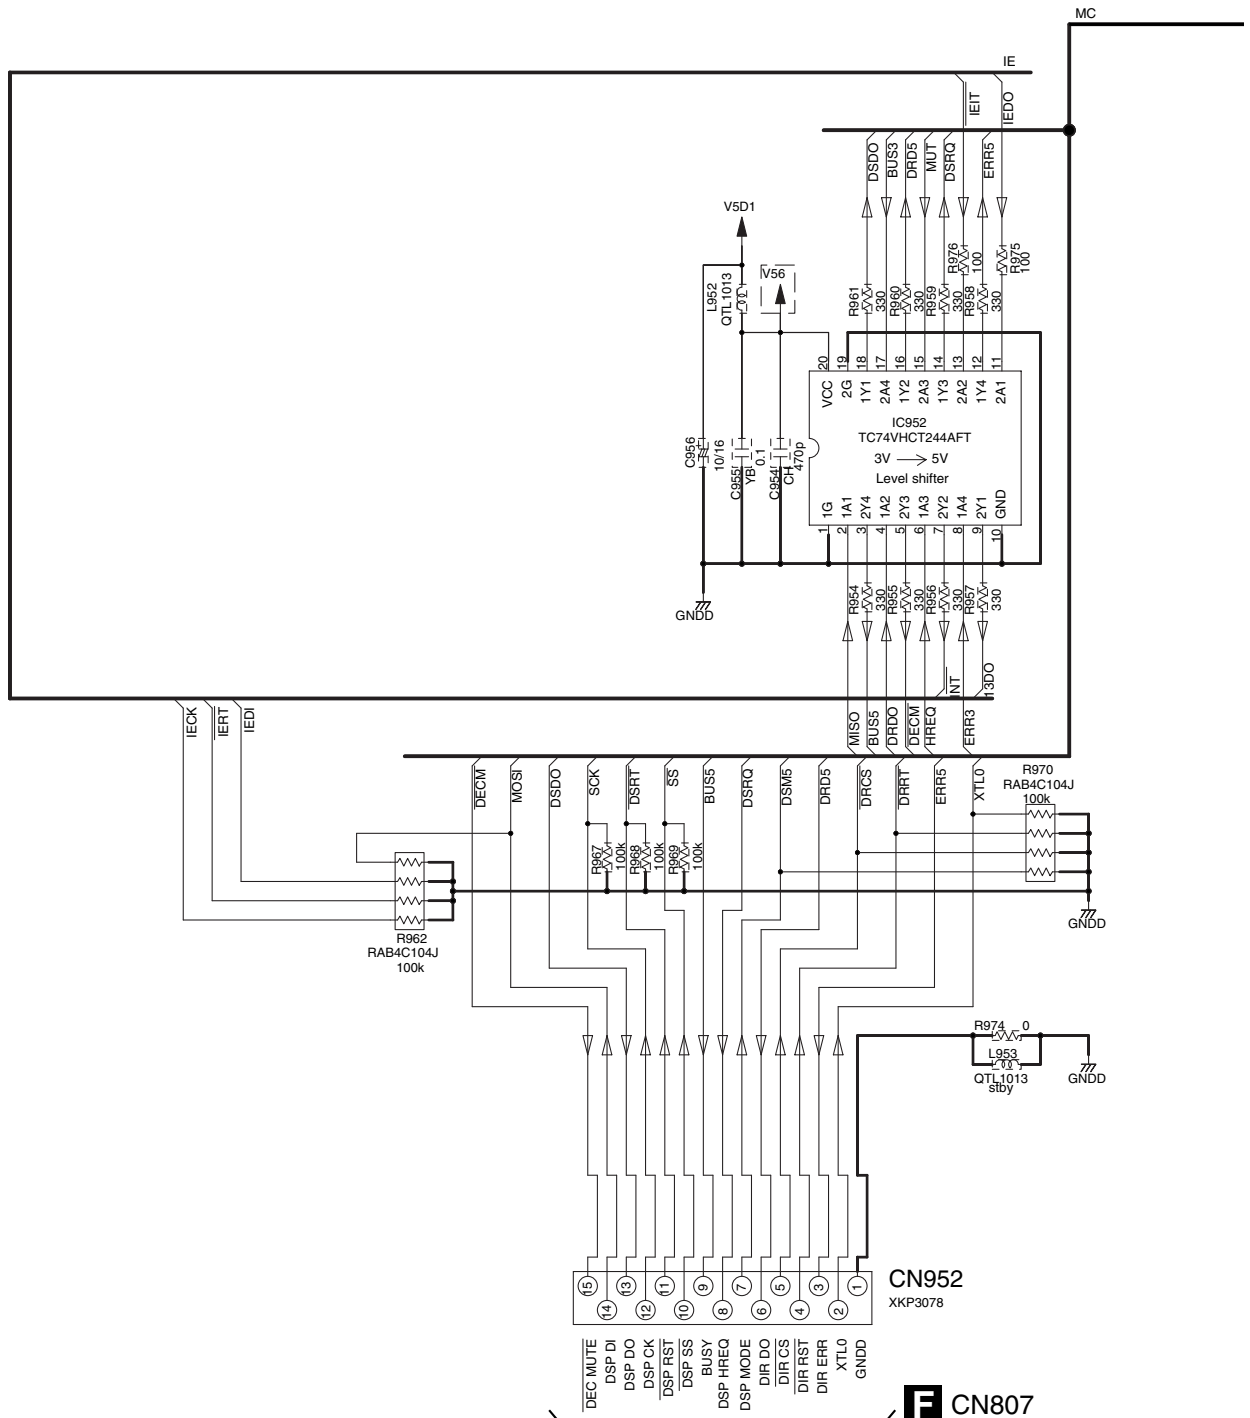 MC
IE
IEIT
IEDO
DSDO
BUS3
DRD5
MUT
DSRQ
ERR5
V5D1
V56
L952
QTL1013
R961
330
R960
330
R959
330
R976
100
R958
330
R975
100
20
19
18
17
16
15
14
13
12
11
VCC
2G
1Y1
2A4
1Y2
2A3
1Y3
2A2
1Y4
2A1
IC952
TC74VHCT244AFT
3V
5V
Level shifter
C956
10/16
C955
YB
0.1
C954
CH
470p
1G
1A1
2Y4
1A2
2Y3
1A3
2Y2
1A4
2Y1
GND
1
2
3
4
5
6
7
8
9
10
GNDD
R954
330
R955
330
R956
330
R957
330
INT
13DO
IECK
IERT
IEDI
MISO
BUS5
DRDO
DECM
HREQ
ERR3
DECM
MOSI
DSDO
SCK
DSRT
SS
BUS5
DSRQ
DSM5
DRD5
DRCS
DRRT
ERR5
XTL0
R970
RAB4C104J
100k
R967
100k
R968
100k
R969
100k
GNDD
R962
RAB4C104J
100k
R974 0
L953
QTL1013
stby
GNDD
15
14
13
12
11
10
9
8
7
6
5
4
3
2
1
CN952
XKP3078
DEC MUTE
DSP DI
DSP DO
DSP CK
DSP RST
DSP SS
BUSY
DSP HREQ
DSP MODE
DIR DO
DIR CS
DIR RST
DIR ERR
XTL0
GNDD
F CN807